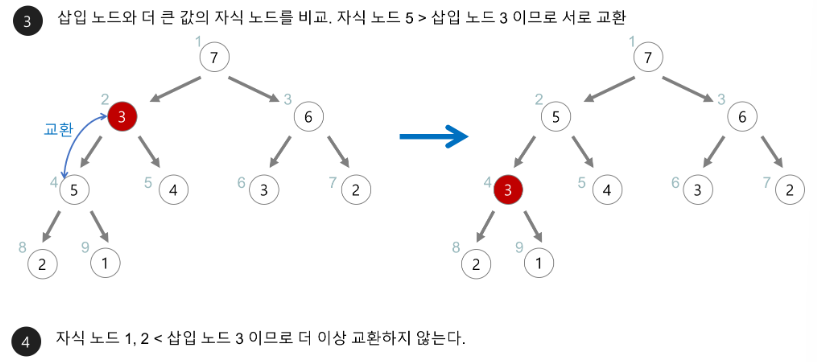 3 삽입 노드와 더 큰 값의 자식 노드를 비교. 자식 노드 5 > 삽입 노드 3 이므로 서로 교환
1 1
7 7
2 3 2 3
3 6 5 6
교환
4 5 6 7 4 5 6 7
5 4 3 2 3 4 3 2
8 9 8 9
2 1 2 1
4 자식 노드 1, 2 < 삽입 노드 3 이므로 더 이상 교환하지 않는다.